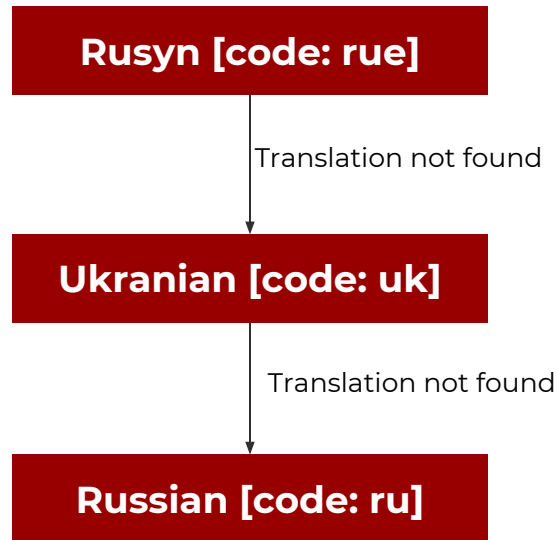 Rusyn [code: rue]
Translation not found
Ukranian [code: uk]
Translation not found
Russian [code: ru]